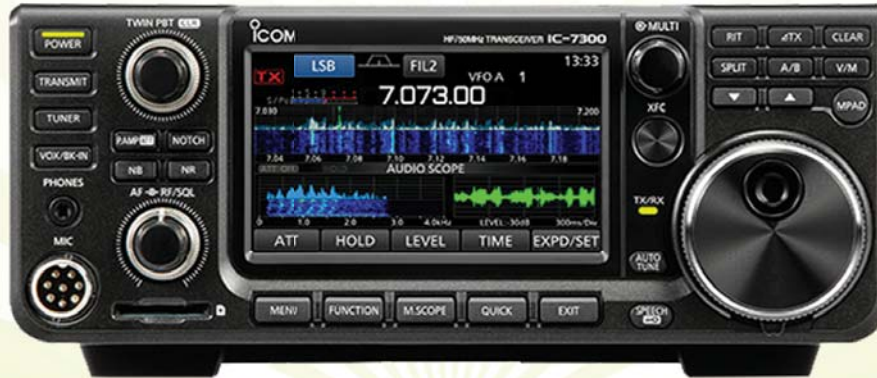 TWIN PBT CLR
POWER
TRANSMIT
TUNER
VOX/BK-IN
PHONES
MIC
P.AMP ATT NOTCH
NB NR
AF RF/SQL
ICOM
HF/50MHz TRANSCEIVER IC-7300
LSB FIL2 13:33
TX
VFO A 1
7.073.00
7.030 7.200
7.04 7.06 7.08 7.10 7.12 7.14 7.16 7.18
AUDIO SCOPE
0 1.0 2.0 3.0 4.0kHz LEVEL:-30dB 300ms/Div
ATT HOLD LEVEL TIME EXPD/SET
MENU FUNCTION M.SCOPE QUICK EXIT
MULTI
XFC
TX/RX
AUTO TUNE
SPEECH
RIT ⊿TX CLEAR
SPLIT A/B V/M
MPAD